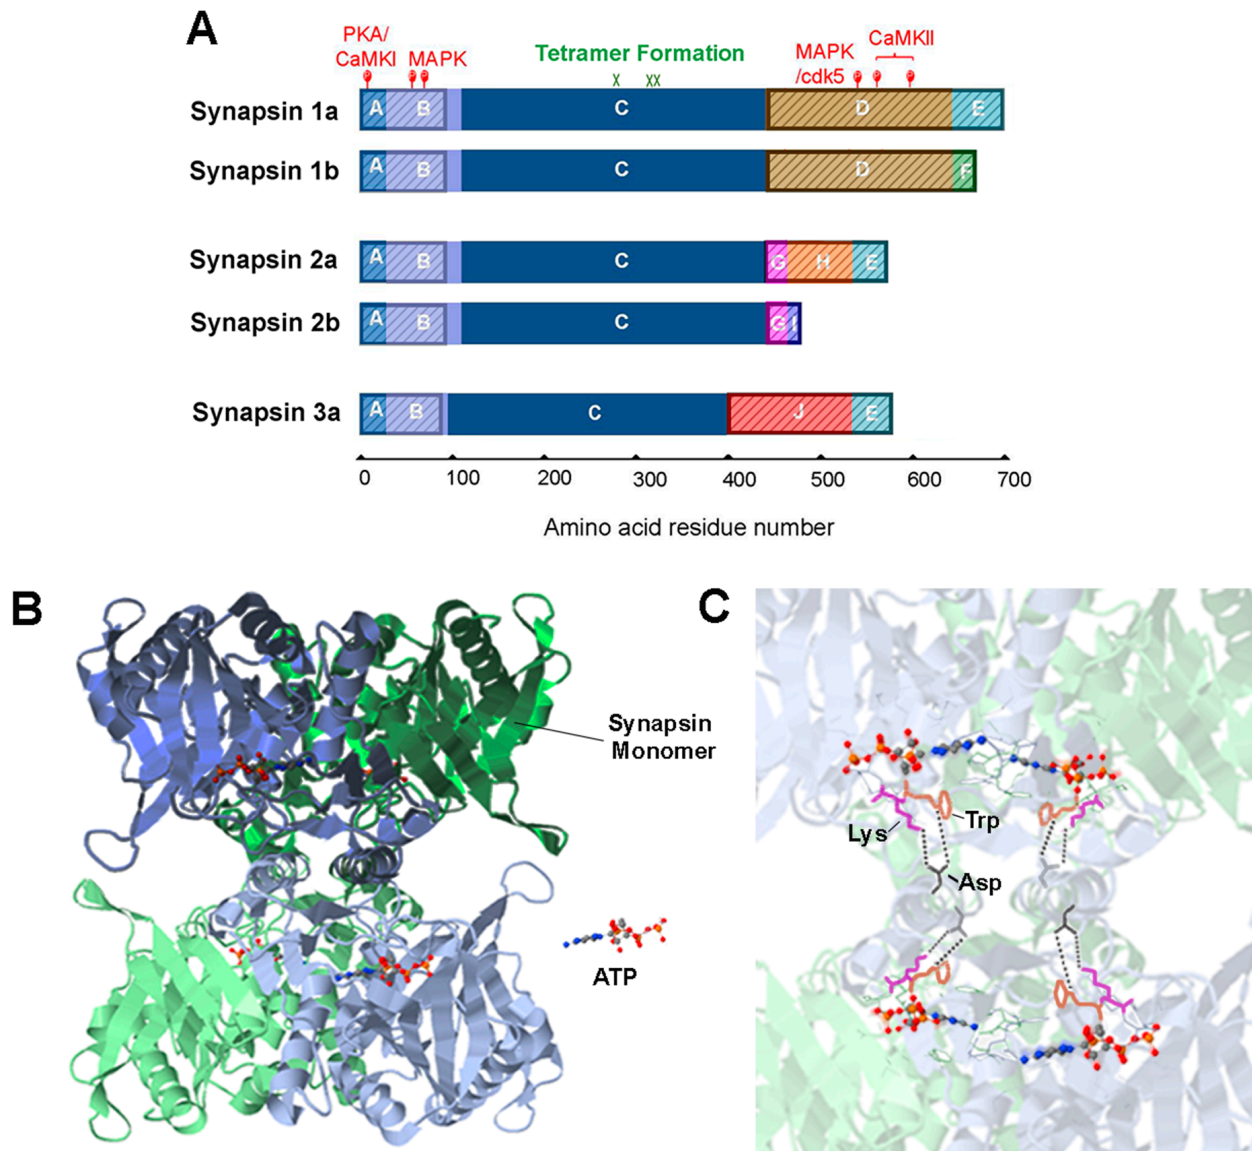 A
PKA/
CaMKI
MAPK
Tetramer Formation
MAPK
/cdk5
CaMKII
P P P X XX P P P
Synapsin 1a A B C D E
Synapsin 1b A B C D F
Synapsin 2a A B C G H E
Synapsin 2b A B C G I
Synapsin 3a A B C J E
0 100 200 300 400 500 600 700
Amino acid residue number
B
Synapsin
Monomer
ATP
C
Lys
Trp
Asp